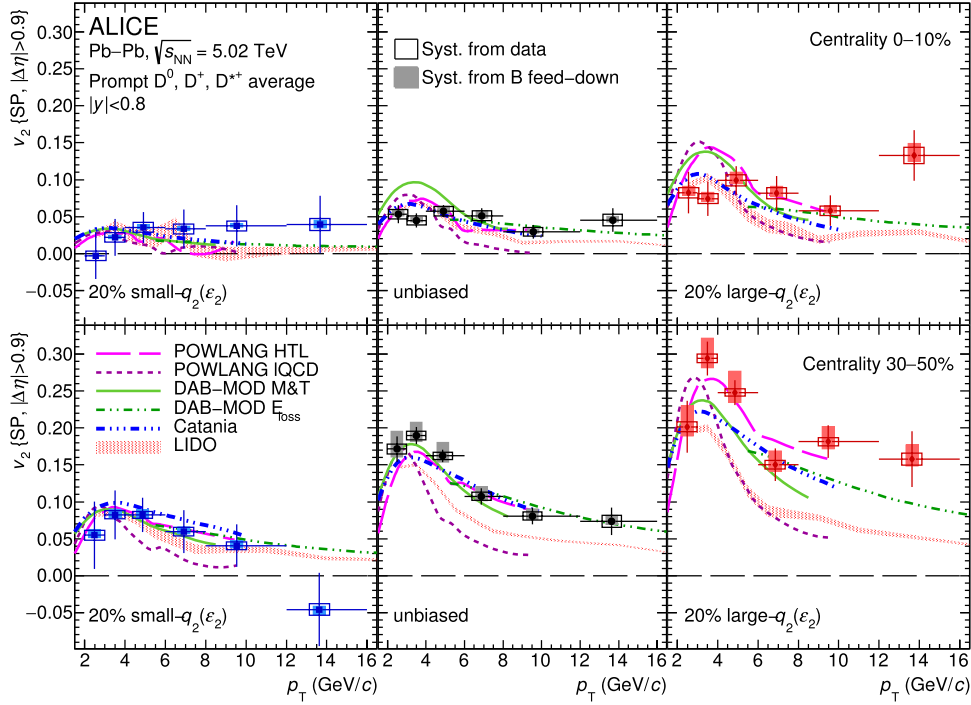 ALICE
Pb–Pb, √sNN = 5.02 TeV
Prompt D0, D+, D*+ average
|y|<0.8
v2 {SP, |Δη|>0.9}
0.30
0.25
0.20
0.15
0.10
0.05
0.00
−0.05
20% small-q2(ε2)
Syst. from data
Syst. from B feed−down
unbiased
Centrality 0−10%
20% large-q2(ε2)
v2 {SP, |Δη|>0.9}
0.30
0.25
0.20
0.15
0.10
0.05
0.00
−0.05
POWLANG HTL
POWLANG lQCD
DAB−MOD M&T
DAB−MOD Eloss
Catania
LIDO
20% small-q2(ε2)
unbiased
Centrality 30−50%
20% large-q2(ε2)
2 4 6 8 10 12 14 16
2 4 6 8 10 12 14 16
2 4 6 8 10 12 14 16
pT (GeV/c)
pT (GeV/c)
pT (GeV/c)